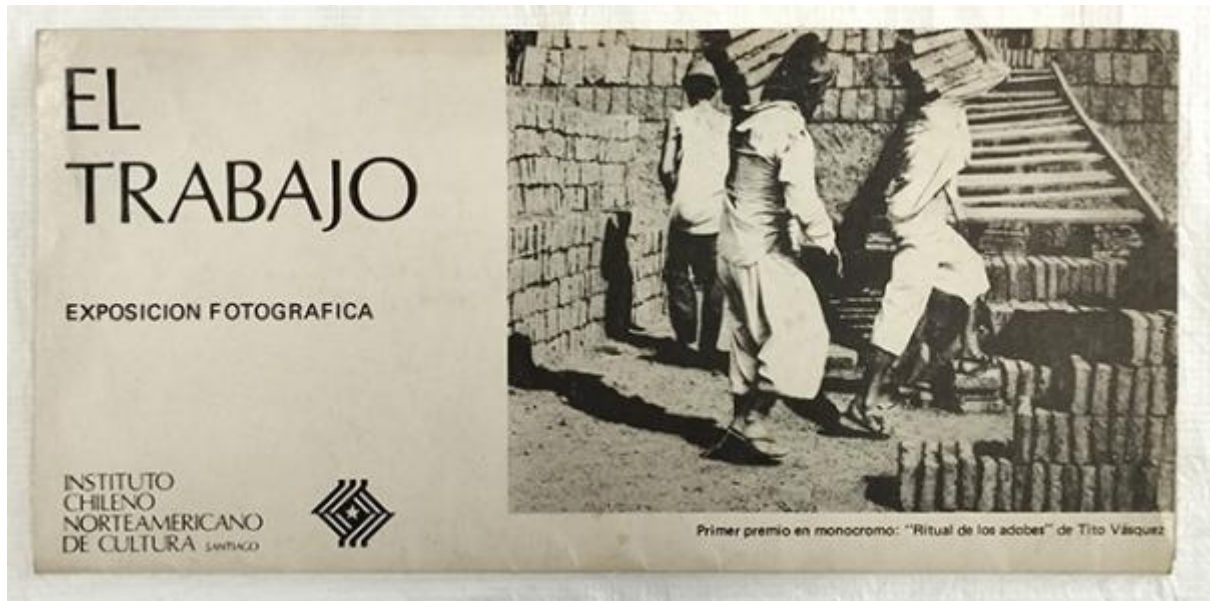 EL
TRABAJO
EXPOSICION FOTOGRAFICA
INSTITUTO
CHILENO
NORTEAMERICANO
DE CULTURA SANTIAGO
Primer premio en monocromo: "Ritual de los adobes" de Tito Vásquez